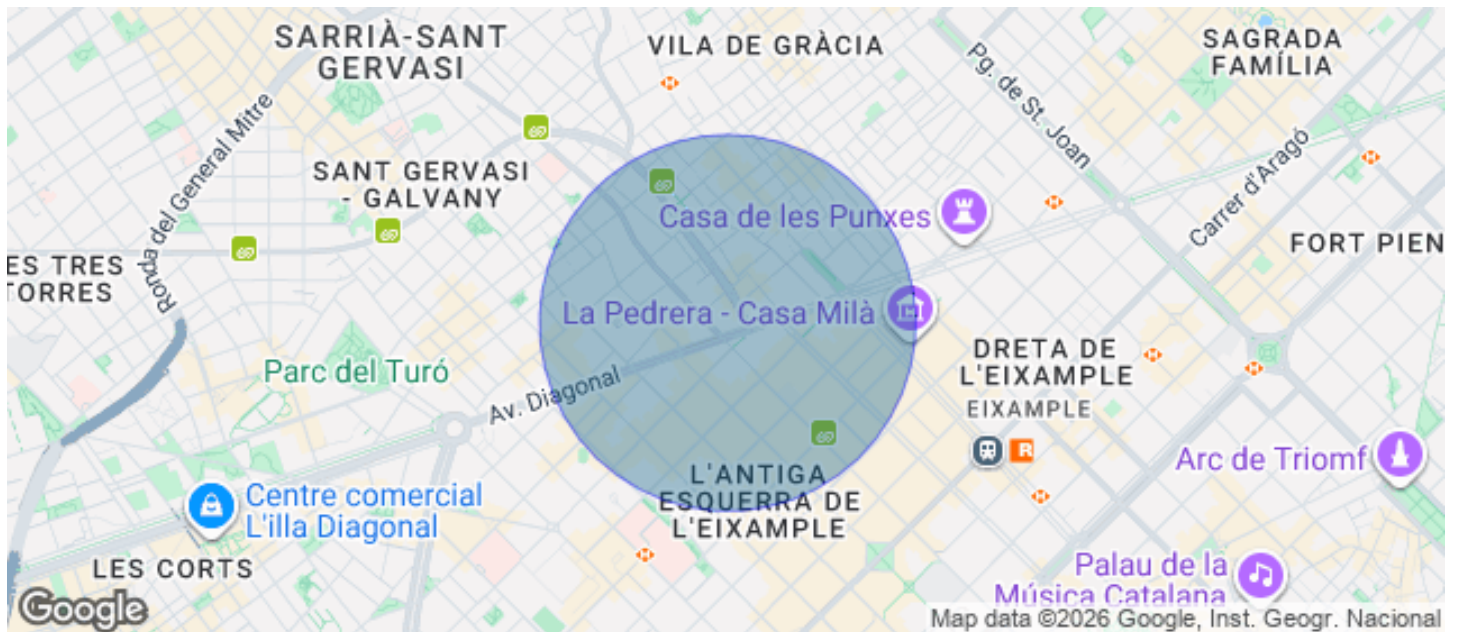 SARRIÀ-SANT
GERVASI
VILA DE GRÀCIA
SAGRADA
FAMÍLIA
Pg. de St. Joan
Ronda del General Mitre
Carrer d'Aragó
SANT GERVASI
- GALVANY
Casa de les Punxes
FORT PIEN
ES TRES
TORRES
La Pedrera - Casa Milà
DRETA DE
L'EIXAMPLE
EIXAMPLE
Parc del Turó
Av. Diagonal
R
Arc de Triomf
L'ANTIGA
ESQUERRA DE
L'EIXAMPLE
Centre comercial
L'illa Diagonal
LES CORTS
Palau de la
Música Catalana
Google
Map data ©2026 Google, Inst. Geogr. Nacional